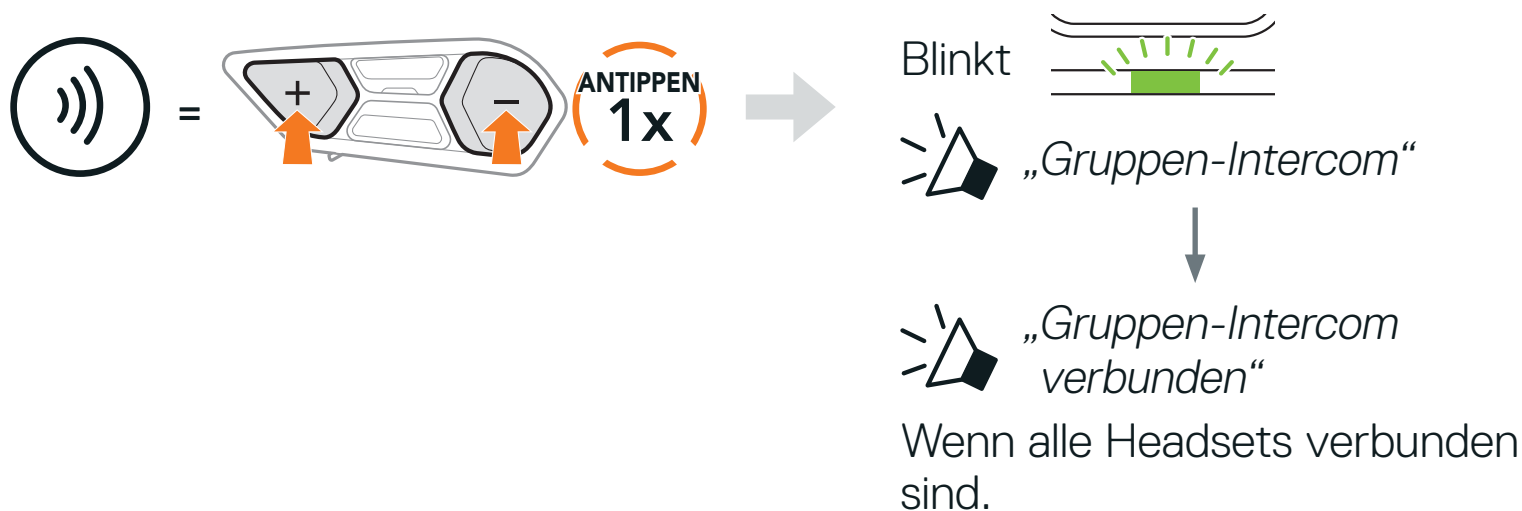 =
+
−
ANTIPPEN
1x
Blinkt
„Gruppen-Intercom“
„Gruppen-Intercom
verbunden“
Wenn alle Headsets verbunden
sind.